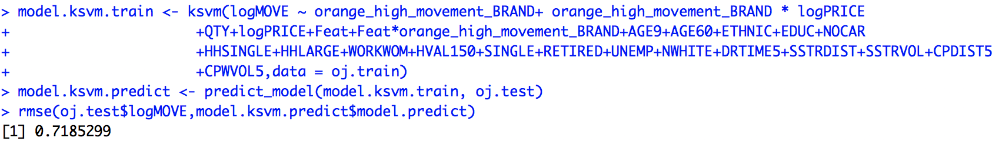 > model.ksvm.train <- ksvm(logMOVE ~ orange_high_movement_BRAND+ orange_high_movement_BRAND * logPRICE
+                    +QTY+logPRICE+Feat+Feat*orange_high_movement_BRAND+AGE9+AGE60+ETHNIC+EDUC+NOCAR
+                    +HHSINGLE+HHLARGE+WORKWOM+HVAL150+SINGLE+RETIRED+UNEMP+NWHITE+DRTIME5+SSTRDIST+SSTRVOL+CPDIST5
+                    +CPWVOL5,data = oj.train)
> model.ksvm.predict <- predict_model(model.ksvm.train, oj.test)
> rmse(oj.test$logMOVE,model.ksvm.predict$model.predict)
[1] 0.7185299